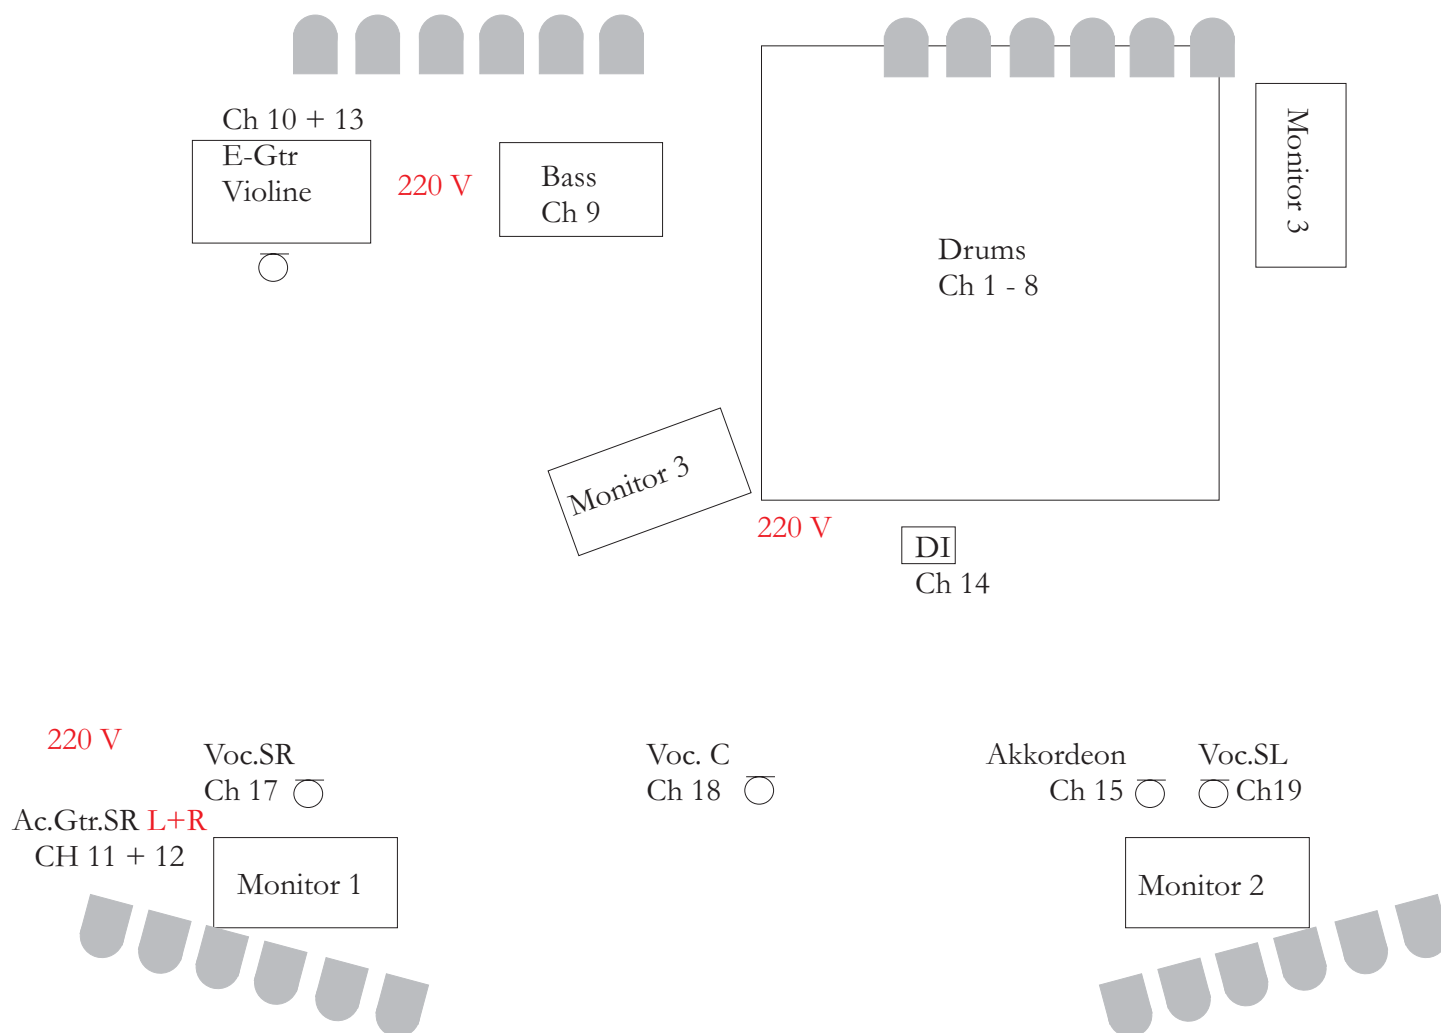 Ch 10 + 13
E-Gtr
Violine
220 V
Bass
Ch 9
Drums
Ch 1 - 8
Monitor 3
Monitor 3
220 V
DI
Ch 14
220 V
Voc.SR
Ch 17
Ac.Gtr.SR L+R
CH 11 + 12
Monitor 1
Voc. C
Ch 18
Akkordeon
Ch 15
Voc.SL
Ch19
Monitor 2